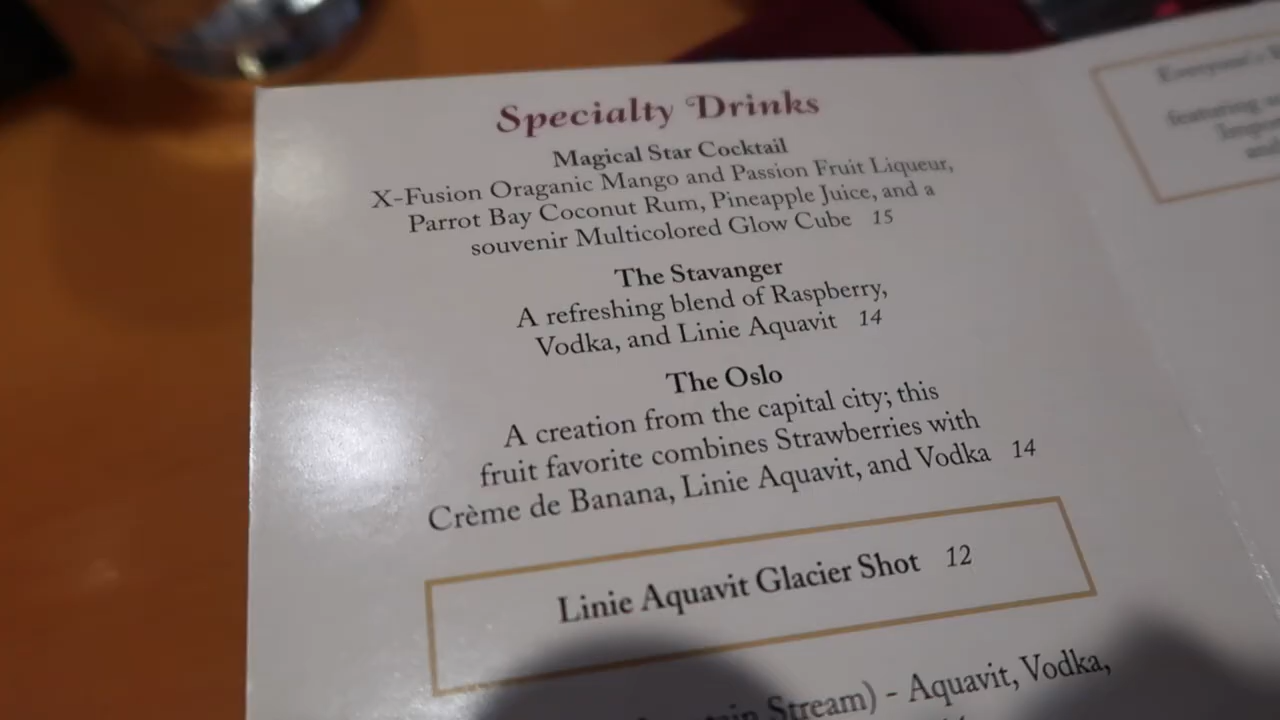 Specialty Drinks
Magical Star Cocktail
X-Fusion Oraganic Mango and Passion Fruit Liqueur,
Parrot Bay Coconut Rum, Pineapple Juice, and a
souvenir Multicolored Glow Cube 15
The Stavanger
A refreshing blend of Raspberry,
Vodka, and Linie Aquavit 14
The Oslo
A creation from the capital city; this
fruit favorite combines Strawberries with
Crème de Banana, Linie Aquavit, and Vodka 14
Linie Aquavit Glacier Shot 12
Stream) - Aquavit, Vodka,
Everyone's
featuring